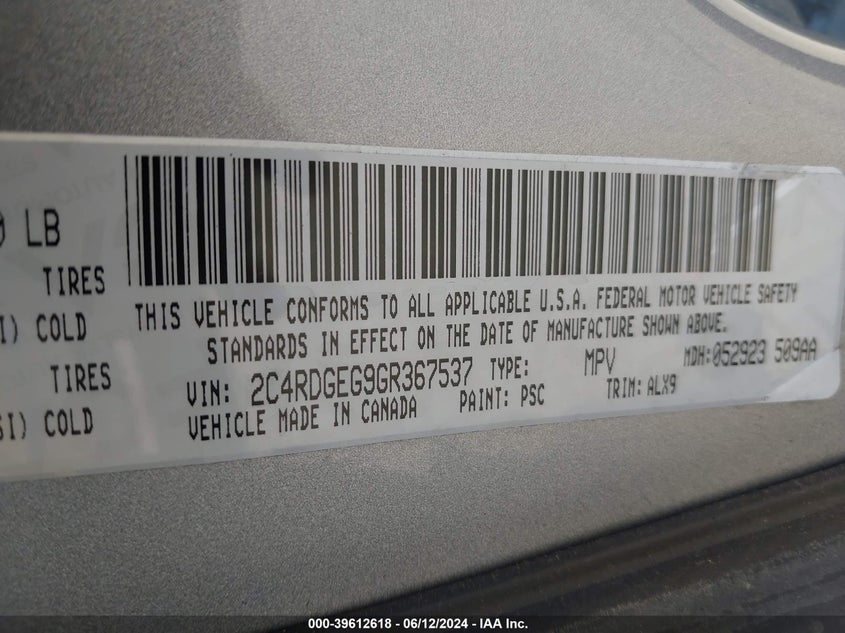 0 LB
TIRES
I) COLD
TIRES
SI) COLD
THIS VEHICLE CONFORMS TO ALL APPLICABLE U.S.A. FEDERAL MOTOR VEHICLE SAFETY
STANDARDS IN EFFECT ON THE DATE OF MANUFACTURE SHOWN ABOVE.
VIN: 2C4RDGEG9GR367537 TYPE: MPV MDH:052923 509AA
VEHICLE MADE IN CANADA PAINT: PSC TRIM: ALX9
000-39612618 - 06/12/2024 - IAA Inc.